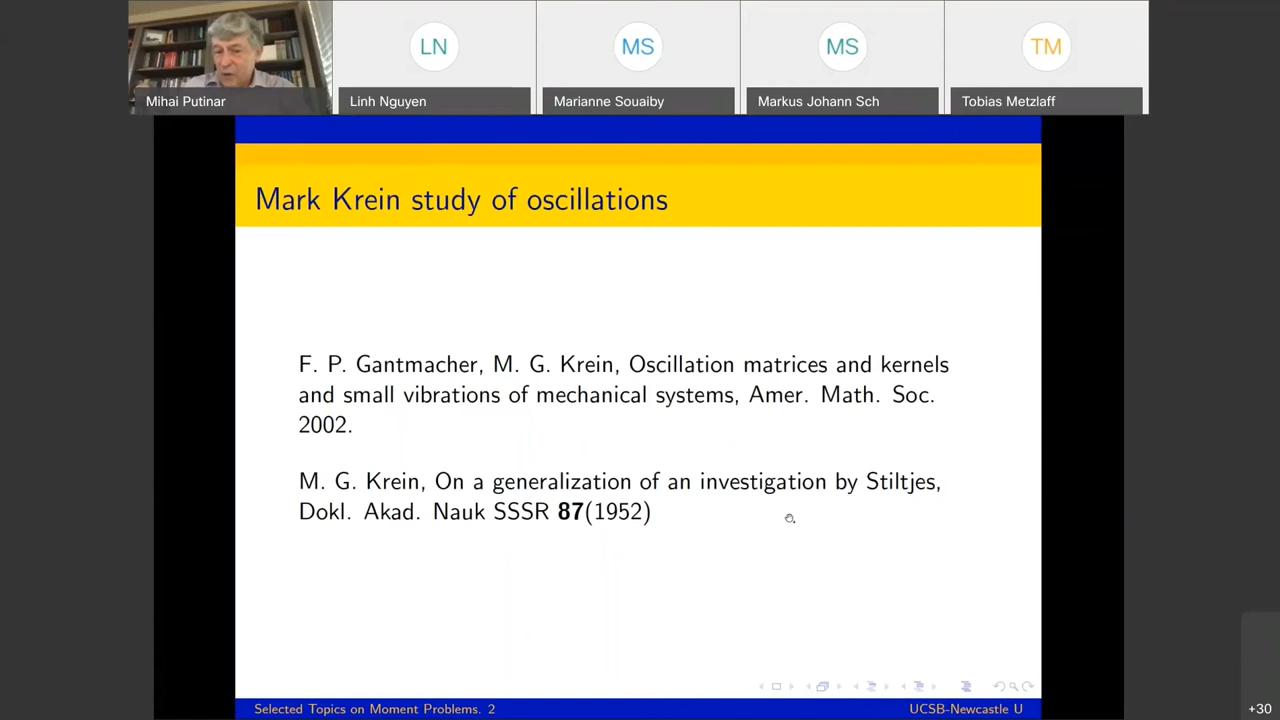 LN
MS
MS
TM
Mihai Putinar
Linh Nguyen
Marianne Souaiby
Markus Johann Sch
Tobias Metzlaff
Mark Krein study of oscillations
F. P. Gantmacher, M. G. Krein, Oscillation matrices and kernels
and small vibrations of mechanical systems, Amer. Math. Soc.
2002.
M. G. Krein, On a generalization of an investigation by Stiltjes,
Dokl. Akad. Nauk SSSR 87(1952)
Selected Topics on Moment Problems. 2
UCSB-Newcastle U
+30